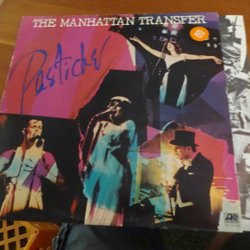 THE MANHATTAN TRANSFER
Pastiche